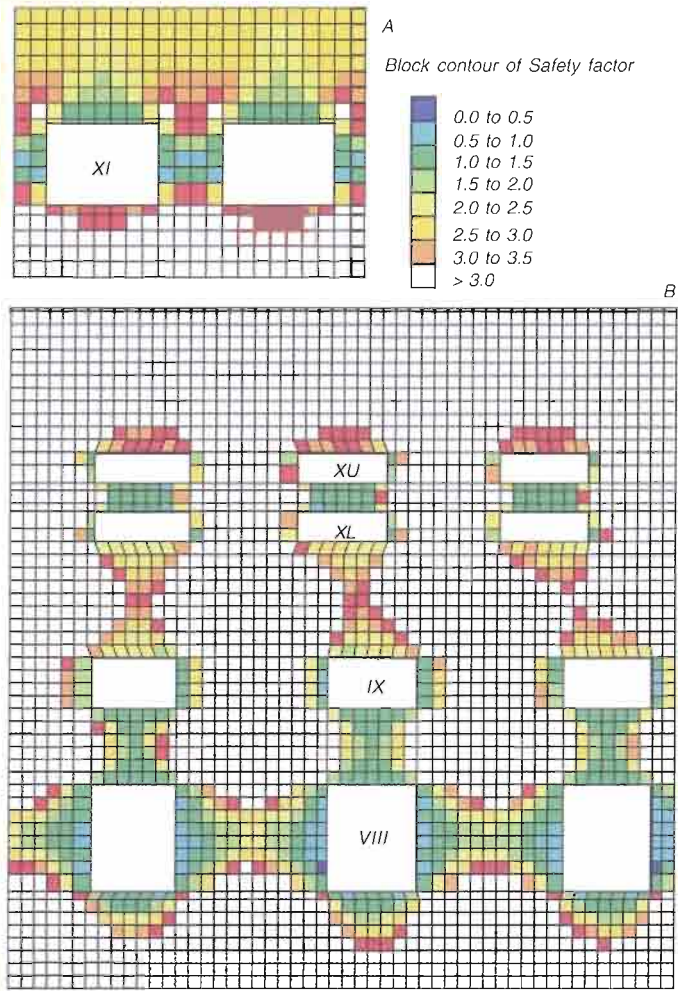 A
Block contour of Safety factor
0.0 to 0.5
0.5 to 1.0
1.0 to 1.5
1.5 to 2.0
2.0 to 2.5
2.5 to 3.0
3.0 to 3.5
> 3.0
XI
B
XU
XL
IX
VIII